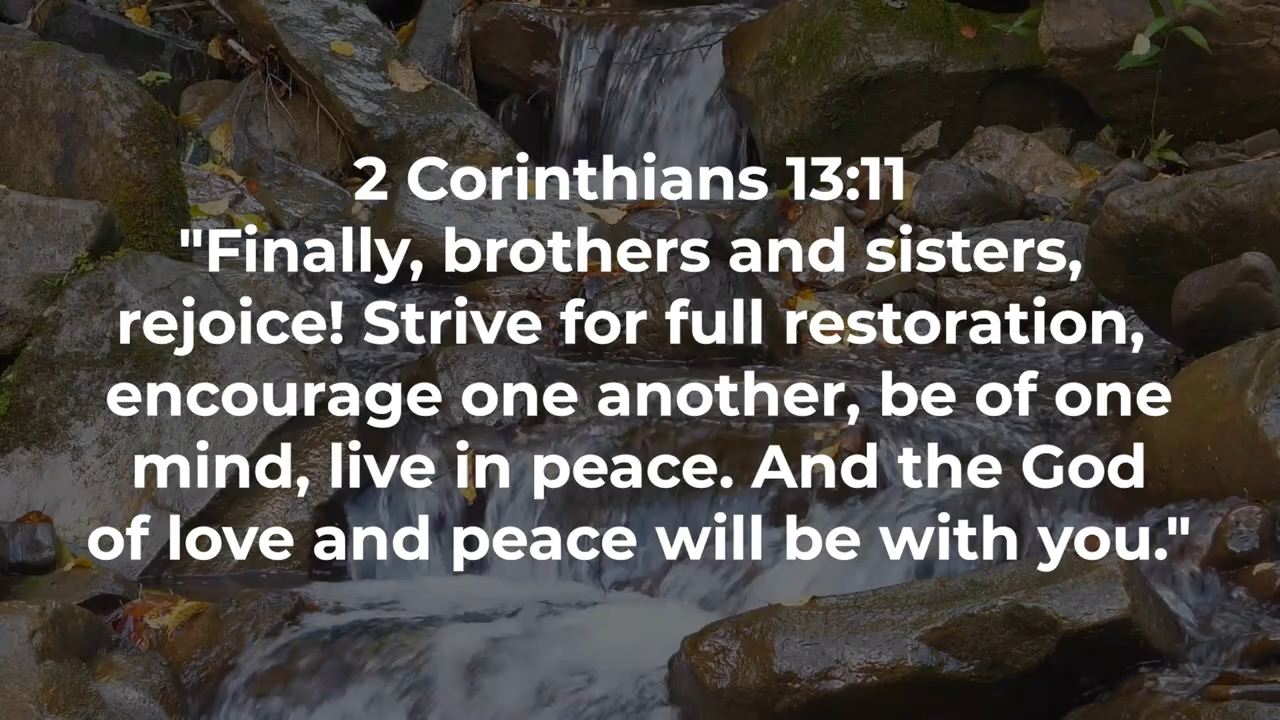 2 Corinthians 13:11
"Finally, brothers and sisters,
rejoice! Strive for full restoration,
encourage one another, be of one
mind, live in peace. And the God
of love and peace will be with you."